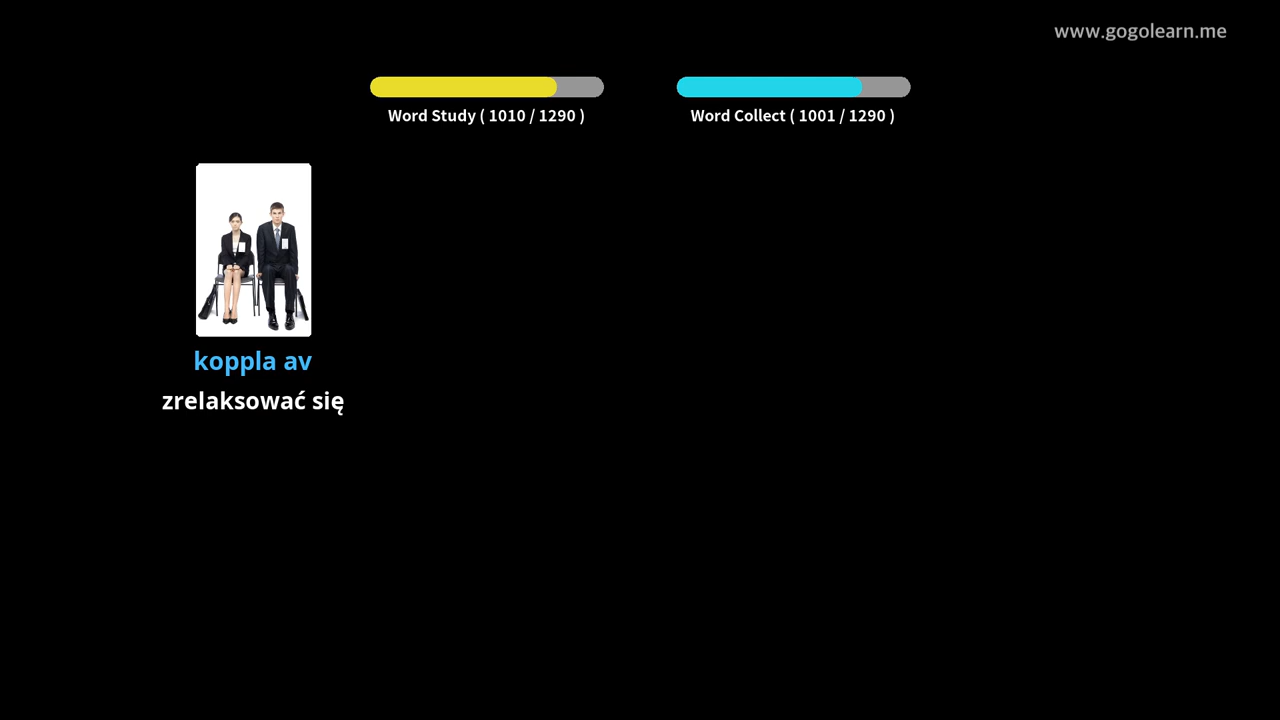 www.gogolearn.me
Word Study ( 1010 / 1290 )
Word Collect ( 1001 / 1290 )
koppla av
zrelaksować się